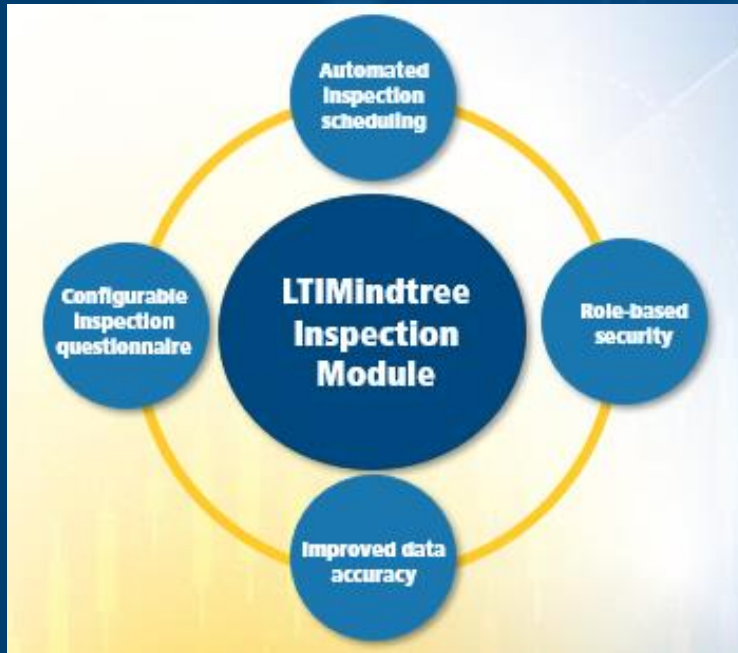 Automated
inspection
scheduling
Configurable
inspection
questionnaire
LTIMindtree
Inspection
Module
Role-based
security
Improved data
accuracy